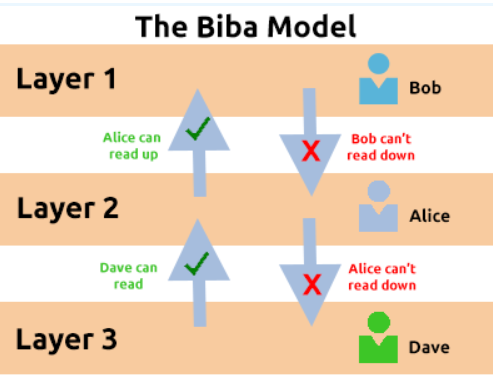 The Biba Model
Layer 1
Bob
Alice can
read up
X
Bob can't
read down
Layer 2
Alice
Dave can
read
X
Alice can't
read down
Layer 3
Dave